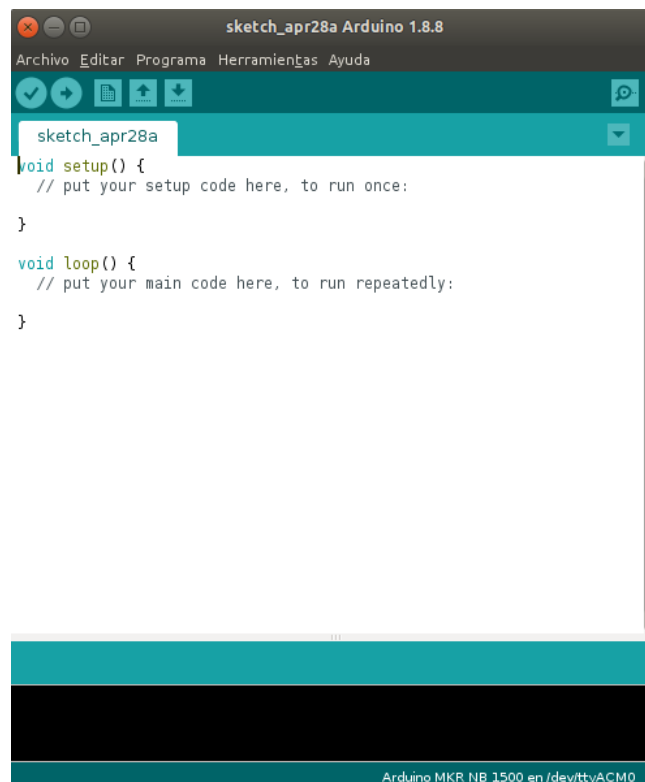 sketch_apr28a Arduino 1.8.8
Archivo Editar Programa Herramientas Ayuda
sketch_apr28a
void setup() {
  // put your setup code here, to run once:
}
void loop() {
  // put your main code here, to run repeatedly:
}
Arduino MKR NB 1500 en /dev/ttyACM0